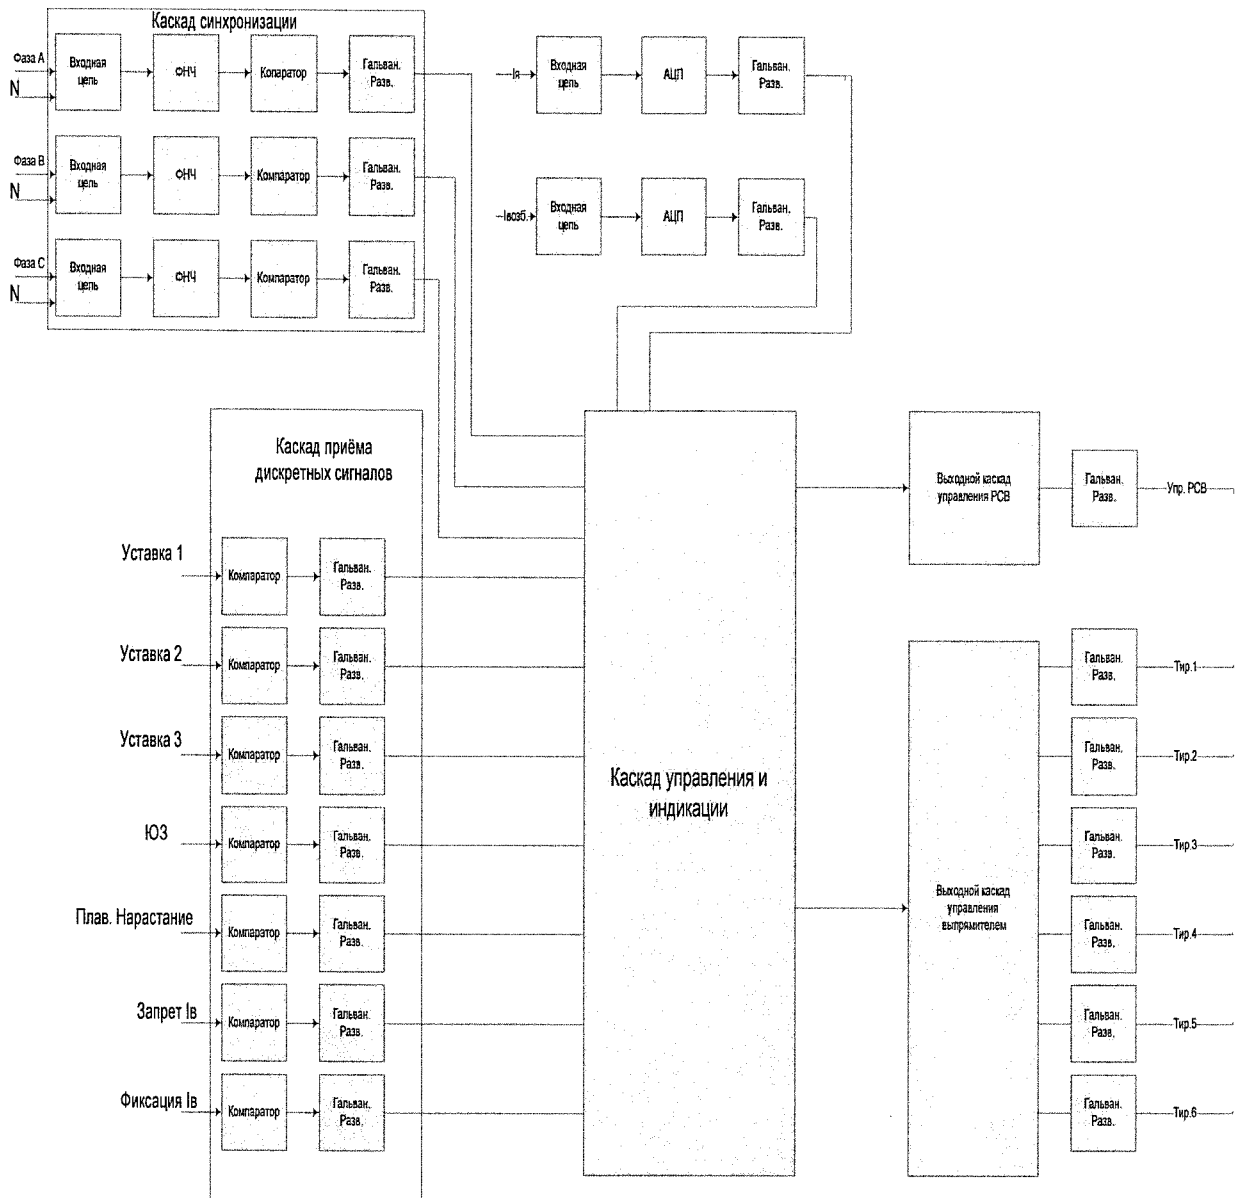 Каскад синхронизации
Фаза A
N
Входная
цепь
ФНЧ
Копаратор
Гальван.
Разв.
Фаза B
N
Входная
цепь
ФНЧ
Компаратор
Гальван.
Разв.
Фаза C
N
Входная
цепь
ФНЧ
Компаратор
Гальван.
Разв.
Iя
Входная
цепь
АЦП
Гальван.
Разв.
Iвозб.
Входная
цепь
АЦП
Гальван.
Разв.
Каскад приёма
дискретных сигналов
Уставка 1
Компаратор
Гальван.
Разв.
Уставка 2
Компаратор
Гальван.
Разв.
Уставка 3
Компаратор
Гальван.
Разв.
ЮЗ
Компаратор
Гальван.
Разв.
Плав. Нарастание
Компаратор
Гальван.
Разв.
Запрет Iв
Компаратор
Гальван.
Разв.
Фиксация Iв
Компаратор
Гальван.
Разв.
Каскад управления и
индикации
Выходной каскад
управления РСВ
Гальван.
Разв.
Упр. РСВ
Выходной каскад
управления
выпрямителем
Гальван.
Разв.
Тир.1
Гальван.
Разв.
Тир.2
Гальван.
Разв.
Тир.3
Гальван.
Разв.
Тир.4
Гальван.
Разв.
Тир.5
Гальван.
Разв.
Тир.6